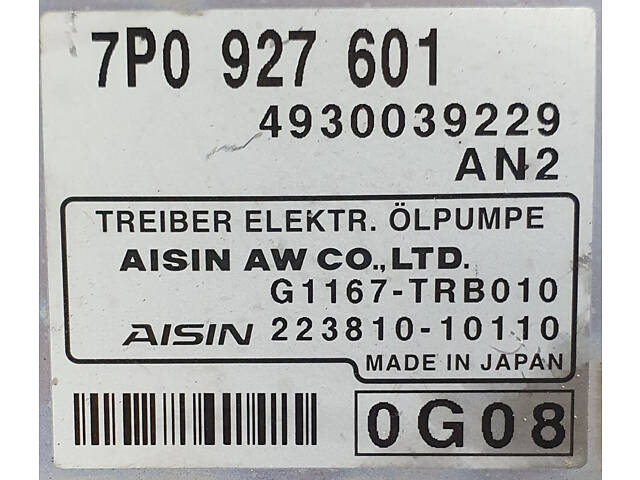 7P0 927 601
4930039229
AN2
TREIBER ELEKTR. ÖLPUMPE
AISIN AW CO.,LTD.
G1167-TRB010
AISIN 223810-10110
MADE IN JAPAN
0G08